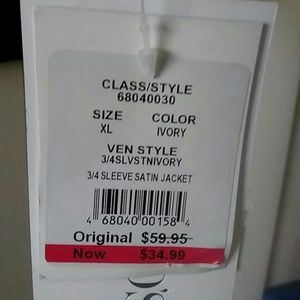 CLASS/STYLE
68040030
SIZE COLOR
XL IVORY
VEN STYLE
3/4SLVSTNIVORY
3/4 SLEEVE SATIN JACKET
4 68040 00158 4
Original $59.95
Now $34.99